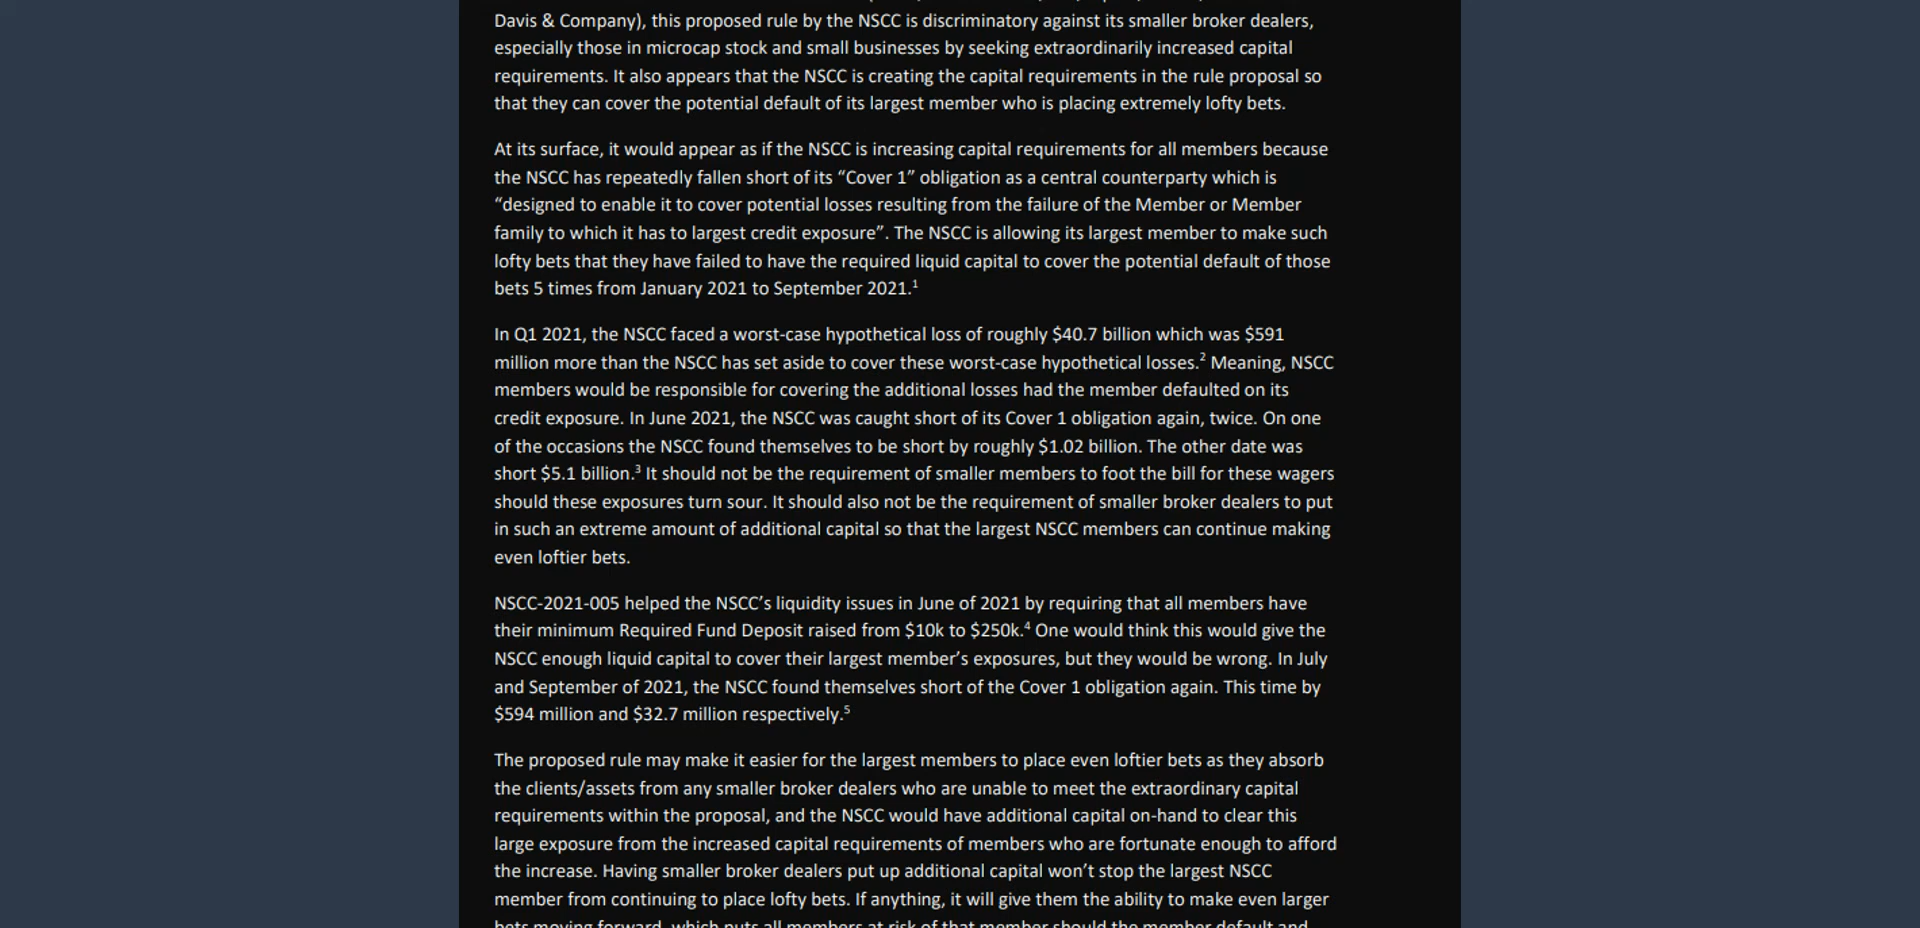 Davis & Company), this proposed rule by the NSCC is discriminatory against its smaller broker dealers,
especially those in microcap stock and small businesses by seeking extraordinarily increased capital
requirements. It also appears that the NSCC is creating the capital requirements in the rule proposal so
that they can cover the potential default of its largest member who is placing extremely lofty bets.
At its surface, it would appear as if the NSCC is increasing capital requirements for all members because
the NSCC has repeatedly fallen short of its “Cover 1” obligation as a central counterparty which is
“designed to enable it to cover potential losses resulting from the failure of the Member or Member
family to which it has to largest credit exposure”. The NSCC is allowing its largest member to make such
lofty bets that they have failed to have the required liquid capital to cover the potential default of those
bets 5 times from January 2021 to September 2021.¹
In Q1 2021, the NSCC faced a worst-case hypothetical loss of roughly $40.7 billion which was $591
million more than the NSCC has set aside to cover these worst-case hypothetical losses.² Meaning, NSCC
members would be responsible for covering the additional losses had the member defaulted on its
credit exposure. In June 2021, the NSCC was caught short of its Cover 1 obligation again, twice. On one
of the occasions the NSCC found themselves to be short by roughly $1.02 billion. The other date was
short $5.1 billion.³ It should not be the requirement of smaller members to foot the bill for these wagers
should these exposures turn sour. It should also not be the requirement of smaller broker dealers to put
in such an extreme amount of additional capital so that the largest NSCC members can continue making
even loftier bets.
NSCC-2021-005 helped the NSCC’s liquidity issues in June of 2021 by requiring that all members have
their minimum Required Fund Deposit raised from $10k to $250k.⁴ One would think this would give the
NSCC enough liquid capital to cover their largest member’s exposures, but they would be wrong. In July
and September of 2021, the NSCC found themselves short of the Cover 1 obligation again. This time by
$594 million and $32.7 million respectively.⁵
The proposed rule may make it easier for the largest members to place even loftier bets as they absorb
the clients/assets from any smaller broker dealers who are unable to meet the extraordinary capital
requirements within the proposal, and the NSCC would have additional capital on-hand to clear this
large exposure from the increased capital requirements of members who are fortunate enough to afford
the increase. Having smaller broker dealers put up additional capital won’t stop the largest NSCC
member from continuing to place lofty bets. If anything, it will give them the ability to make even larger
bets moving forward, which puts all members at risk of that member should the member default and